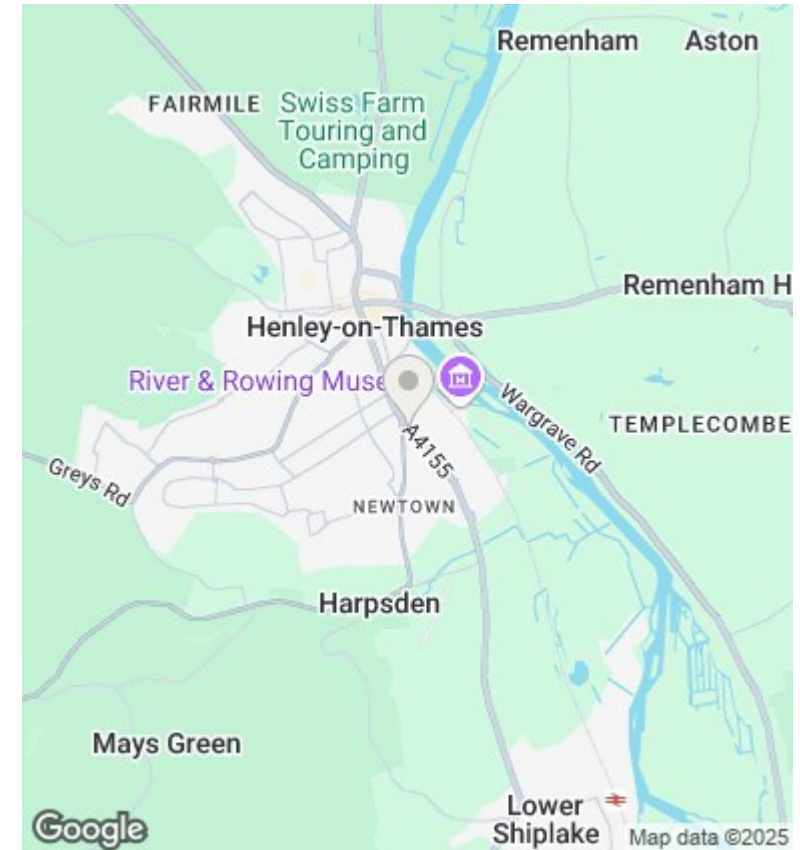 Remenham Aston
FAIRMILE Swiss Farm
Touring and
Camping
Remenham H
Henley-on-Thames
River & Rowing Muse
Wargrave Rd
TEMPLECOMBE
A4155
Greys Rd
NEWTOWN
Harpsden
Mays Green
Lower
Shiplake
Google
Map data ©2025